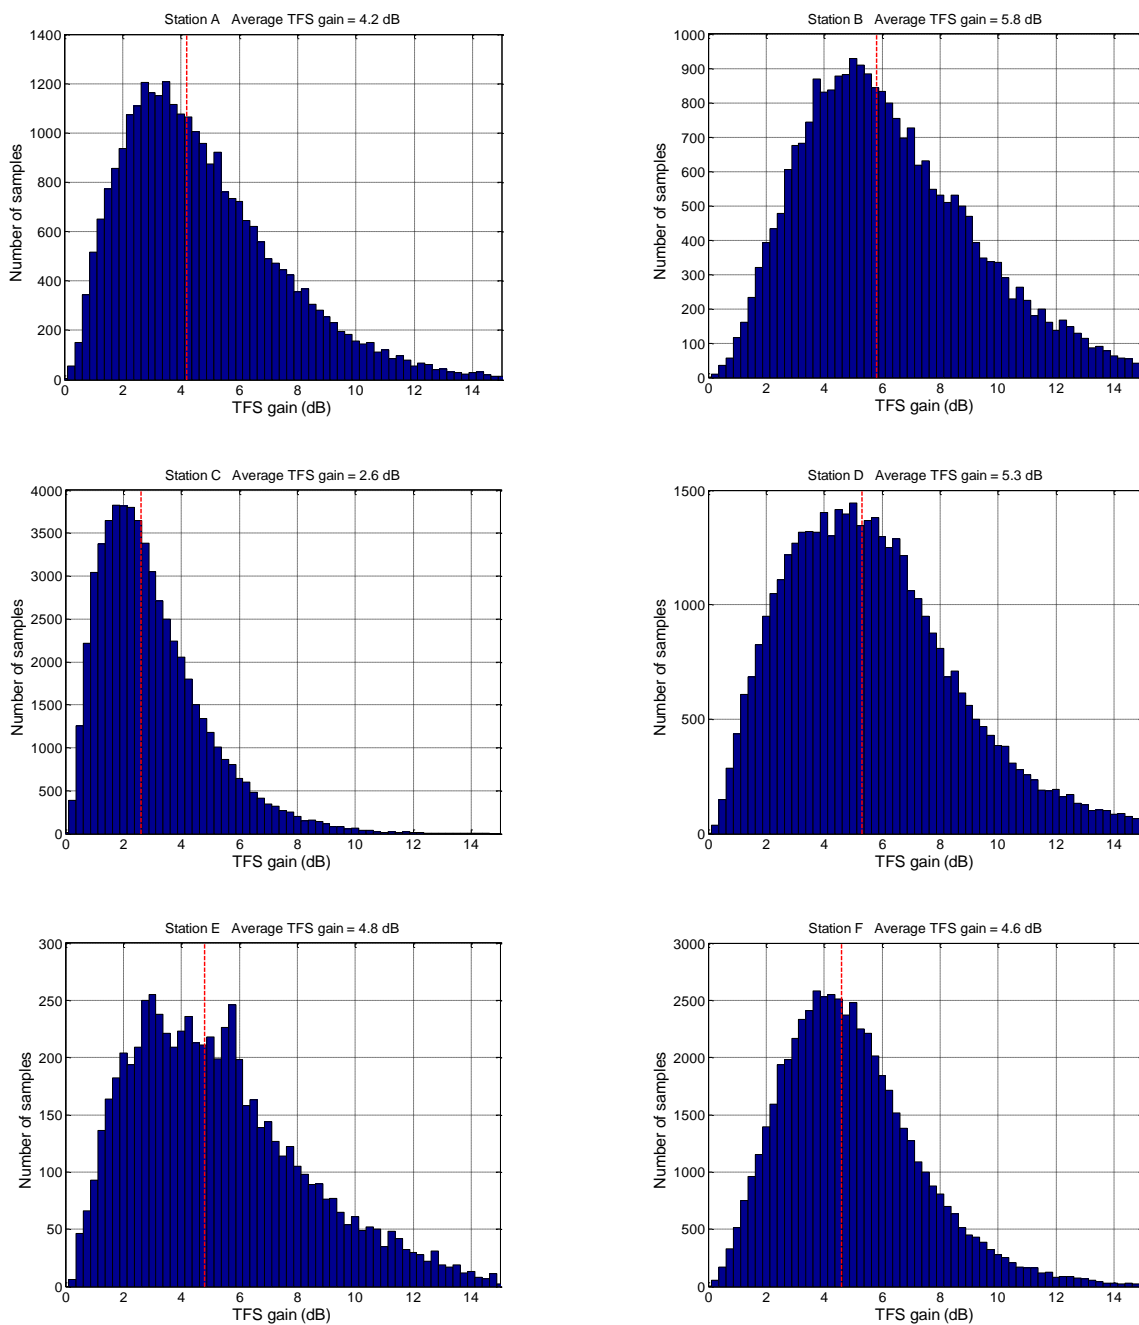 Station A   Average TFS gain = 4.2 dB
1400
1200
1000
800
600
400
200
0
Number of samples
0 2 4 6 8 10 12 14
TFS gain (dB)
Station B   Average TFS gain = 5.8 dB
1000
900
800
700
600
500
400
300
200
100
0
Number of samples
0 2 4 6 8 10 12 14
TFS gain (dB)
Station C   Average TFS gain = 2.6 dB
4000
3500
3000
2500
2000
1500
1000
500
0
Number of samples
0 2 4 6 8 10 12 14
TFS gain (dB)
Station D   Average TFS gain = 5.3 dB
1500
1000
500
0
Number of samples
0 2 4 6 8 10 12 14
TFS gain (dB)
Station E   Average TFS gain = 4.8 dB
300
250
200
150
100
50
0
Number of samples
0 2 4 6 8 10 12 14
TFS gain (dB)
Station F   Average TFS gain = 4.6 dB
3000
2500
2000
1500
1000
500
0
Number of samples
0 2 4 6 8 10 12 14
TFS gain (dB)